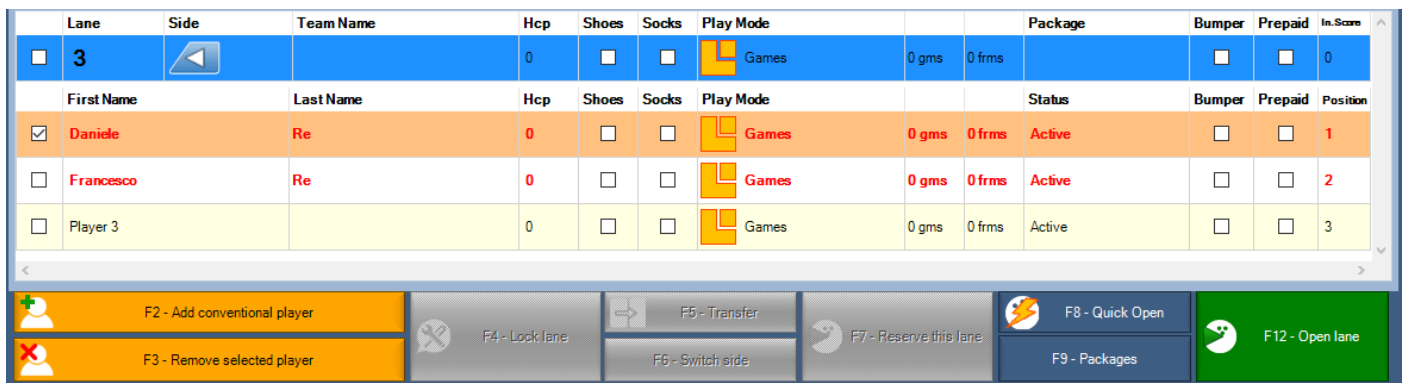 Lane Side Team Name Hcp Shoes Socks Play Mode Package Bumper Prepaid In.Score
3 0 Games 0 gms 0 frms 0
First Name Last Name Hcp Shoes Socks Play Mode Status Bumper Prepaid Position
Daniele Re 0 Games 0 gms 0 frms Active 1
Francesco Re 0 Games 0 gms 0 frms Active 2
Player 3 0 Games 0 gms 0 frms Active 3
F2 - Add conventional player
F3 - Remove selected player
F4 - Lock lane
F5 - Transfer
F6 - Switch side
F7 - Reserve this lane
F8 - Quick Open
F9 - Packages
F12 - Open lane